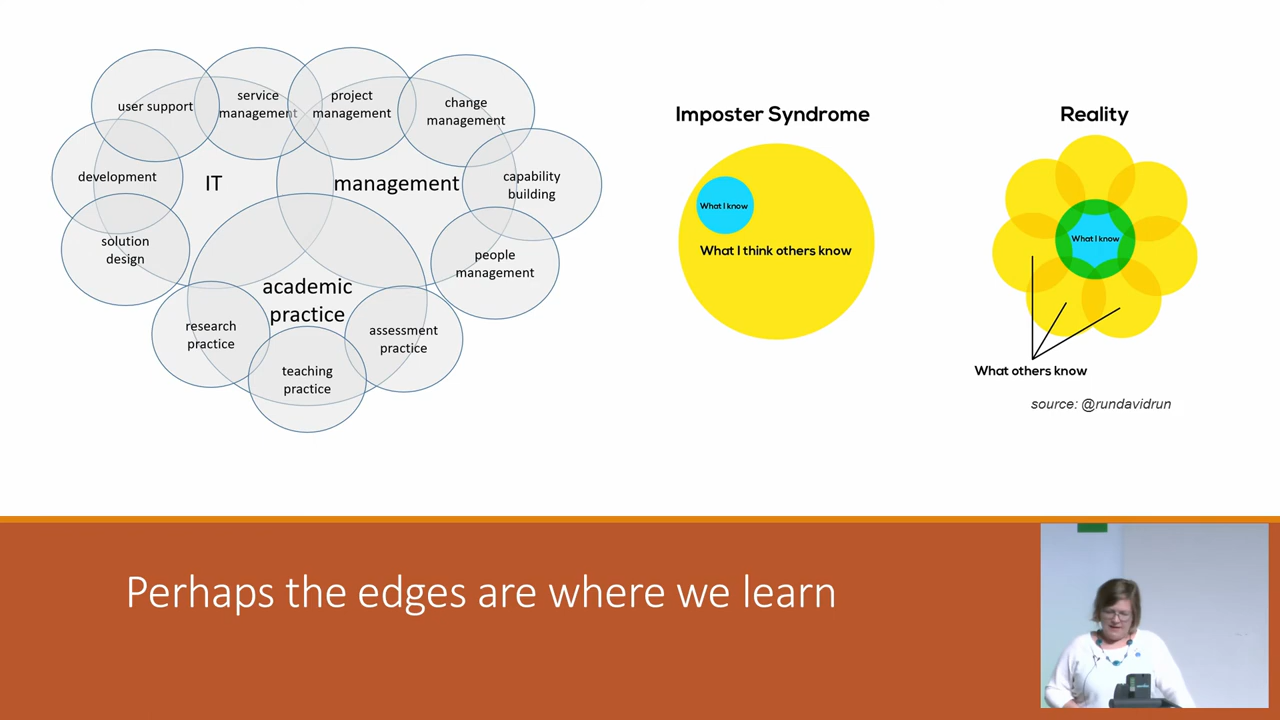 user support
service
management
project
management
change
management
development
IT
management
capability
building
solution
design
people
management
academic
practice
research
practice
assessment
practice
teaching
practice
Imposter Syndrome
What I know
What I think others know
Reality
What I know
What others know
source: @rundavidrun
Perhaps the edges are where we learn